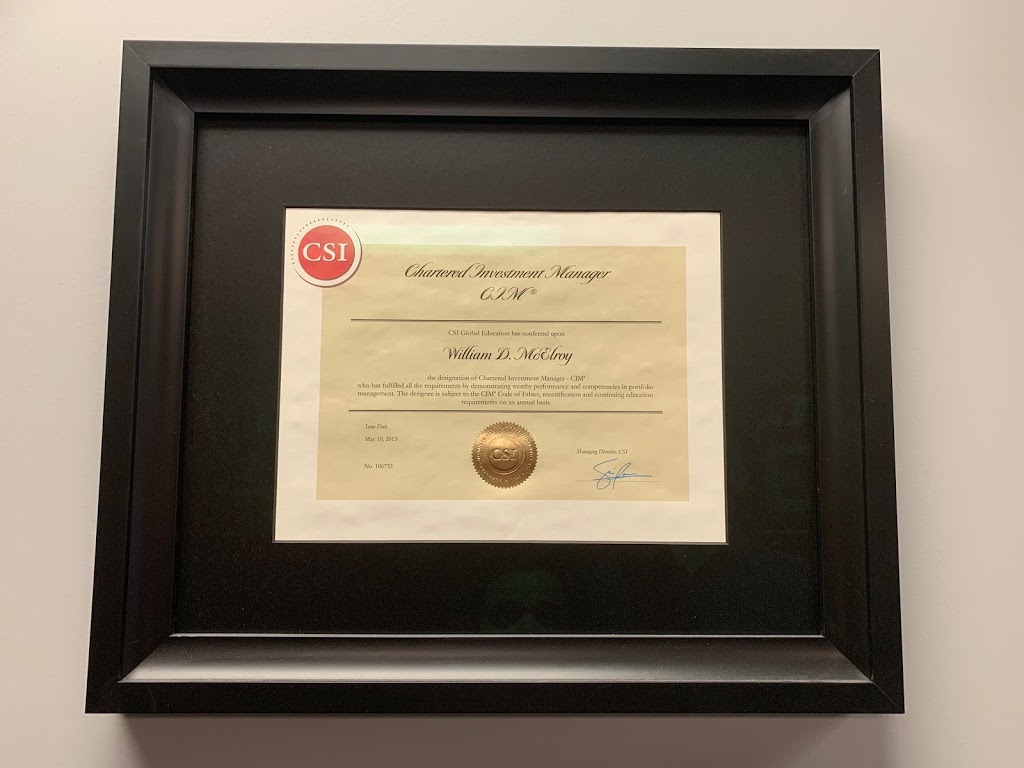 CSI
Chartered Investment Manager
CIM®
CSI Global Education has conferred upon
William D. McElroy
the designation of Chartered Investment Manager - CIM®
who has fulfilled all the requirements by demonstrating worthy performance and competencies in portfolio
management. The designee is subject to the CIM® Code of Ethics, recertification and continuing education
requirements on an annual basis.
Issue Date
May 10, 2013
CSI
Managing Director, CSI
No. 106733